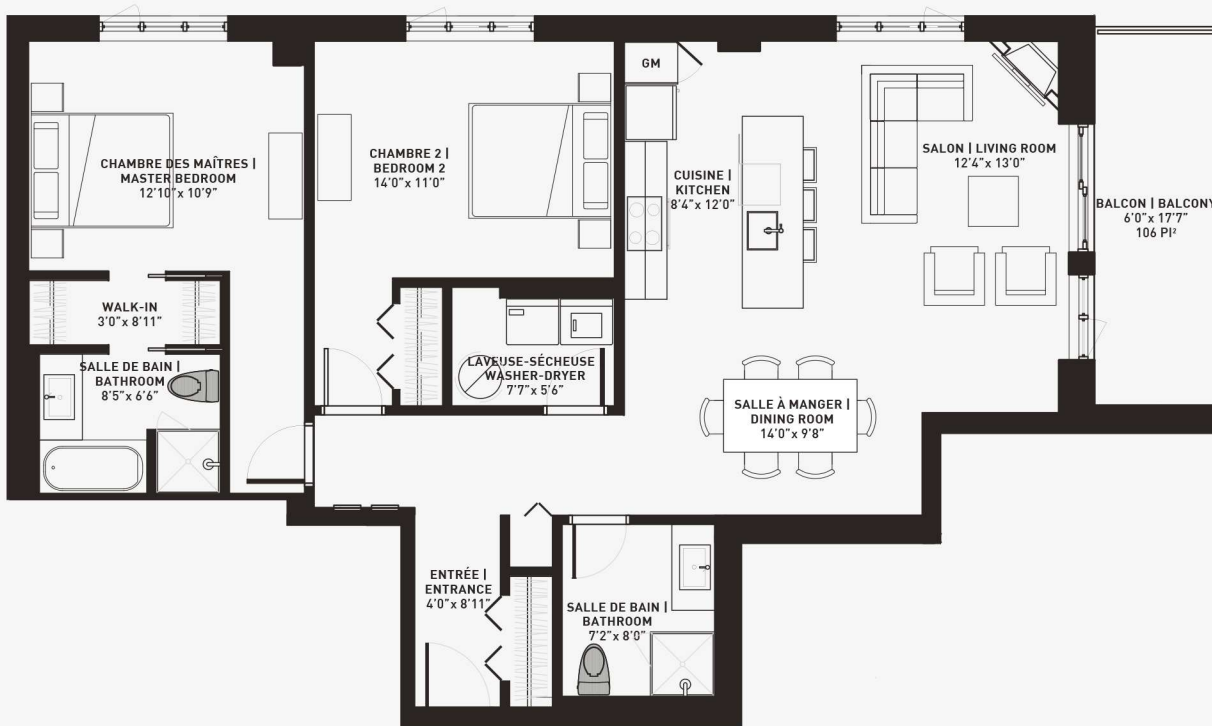 GM
CHAMBRE DES MAÎTRES |
MASTER BEDROOM
12'10" x 10'9"
CHAMBRE 2 |
BEDROOM 2
14'0" x 11'0"
CUISINE |
KITCHEN
8'4" x 12'0"
SALON | LIVING ROOM
12'4" x 13'0"
BALCON | BALCONY
6'0" x 17'7"
106 PI²
WALK-IN
3'0" x 8'11"
SALLE DE BAIN |
BATHROOM
8'5" x 6'6"
LAVEUSE-SÉCHEUSE
WASHER-DRYER
7'7" x 5'6"
SALLE À MANGER |
DINING ROOM
14'0" x 9'8"
ENTRÉE |
ENTRANCE
4'0" x 8'11"
SALLE DE BAIN |
BATHROOM
7'2" x 8'0"